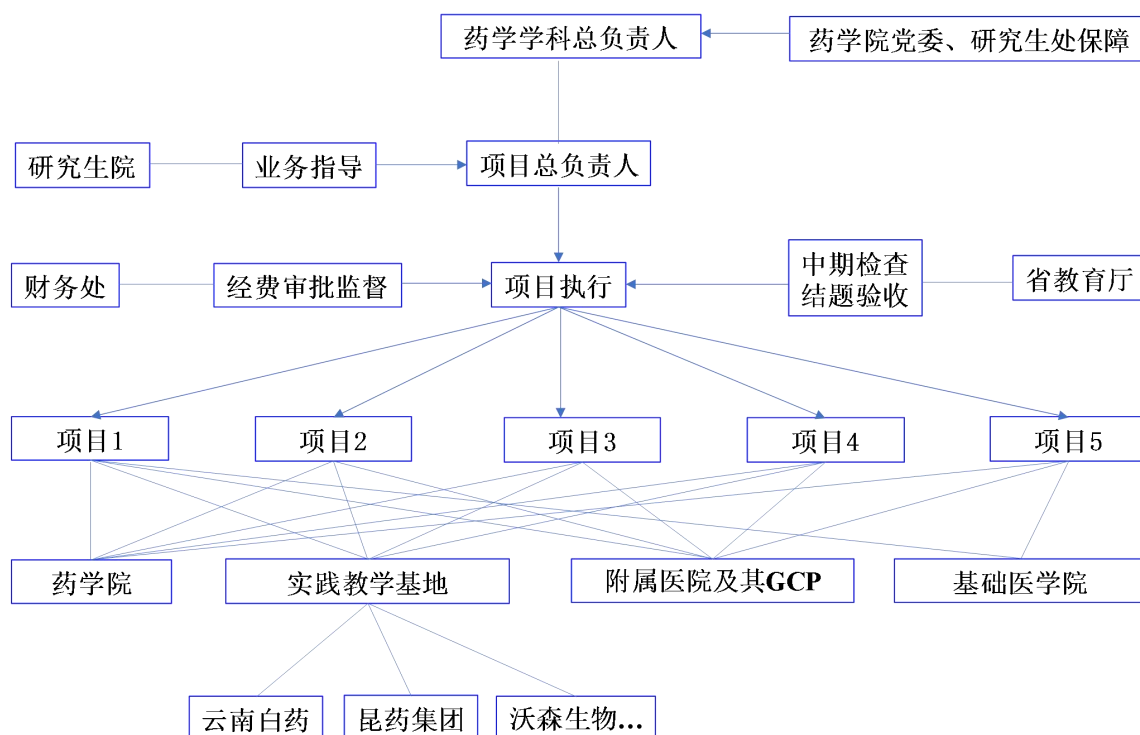 药学学科总负责人
药学院党委、研究生处保障
研究生院
业务指导
项目总负责人
财务处
经费审批监督
项目执行
中期检查
结题验收
省教育厅
项目1
项目2
项目3
项目4
项目5
药学院
实践教学基地
附属医院及其GCP
基础医学院
云南白药
昆药集团
沃森生物...